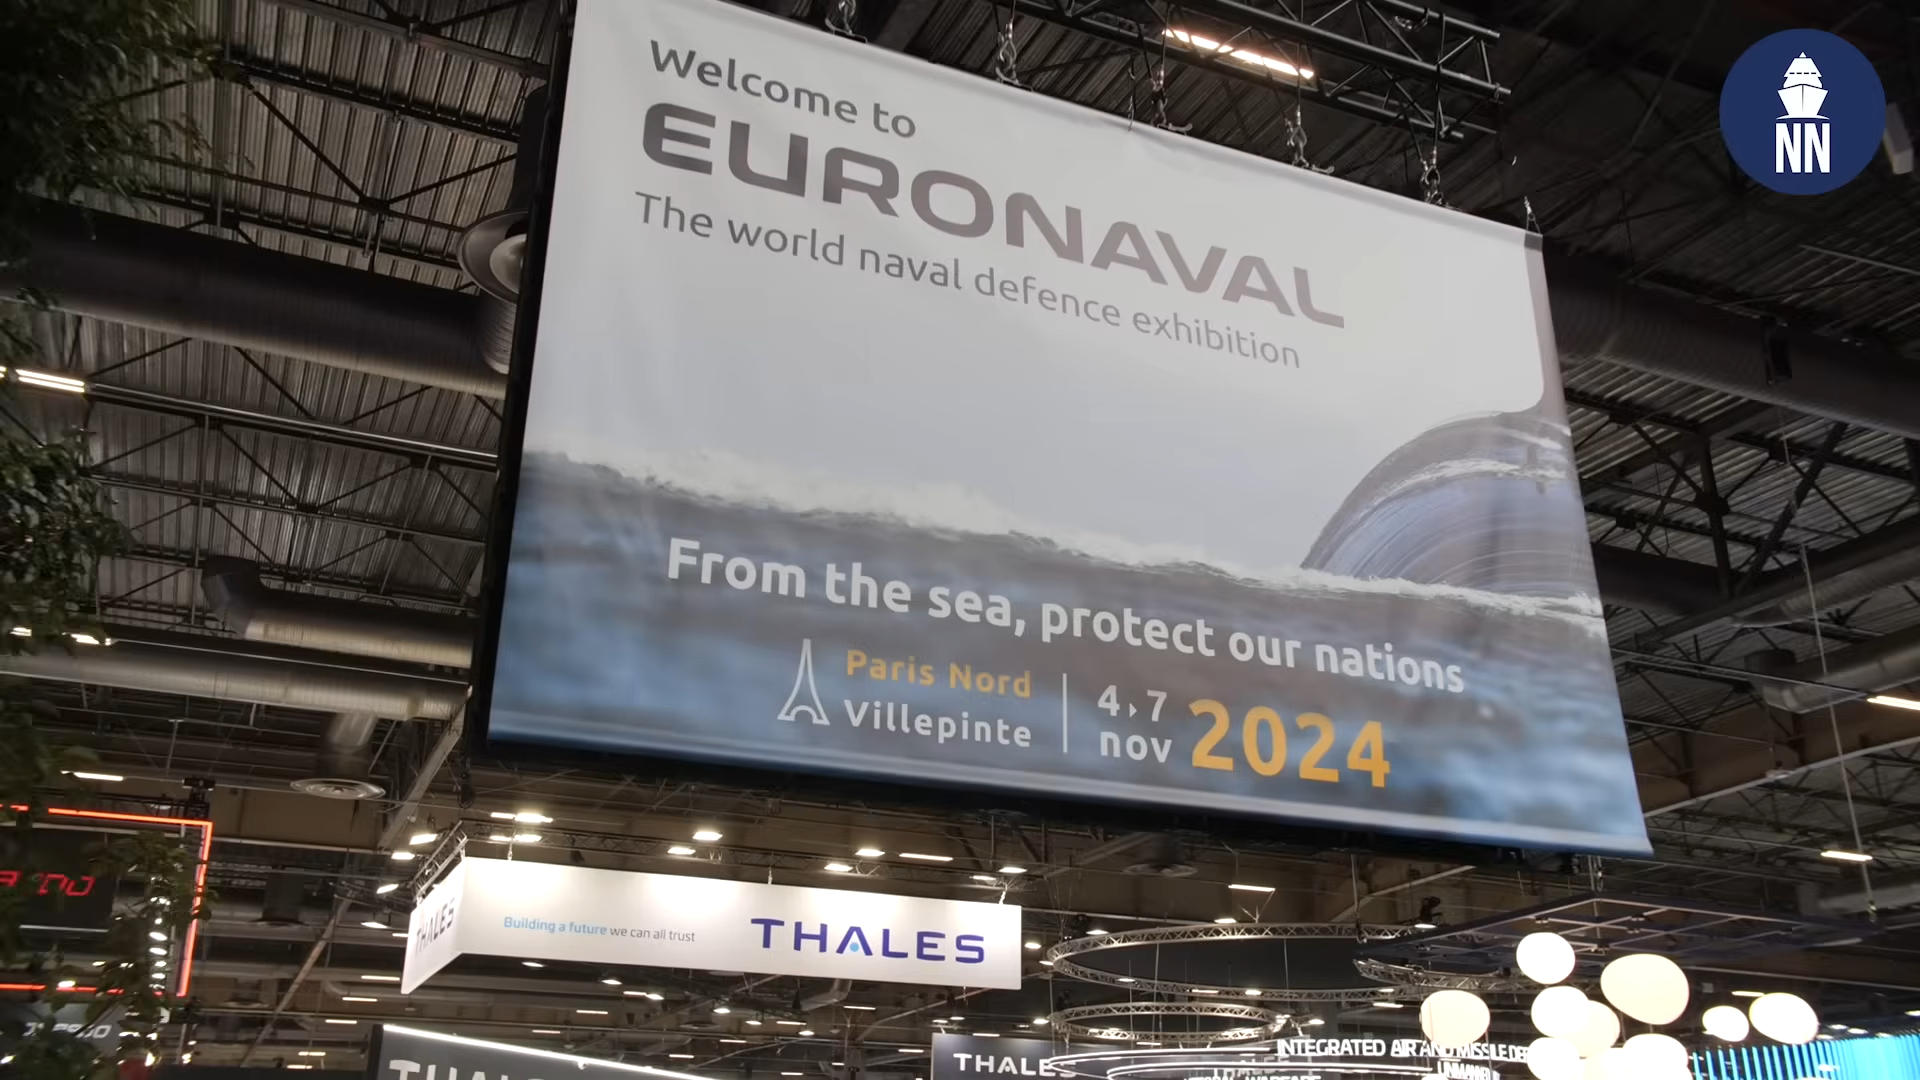 Welcome to
EURONAVAL
The world naval defence exhibition
From the sea, protect our nations
Paris Nord
Villepinte
4 ▸ 7
nov
2024
NN
THALES
Building a future we can all trust
THALES
THALES
INTEGRATED AIR AND MISSILE